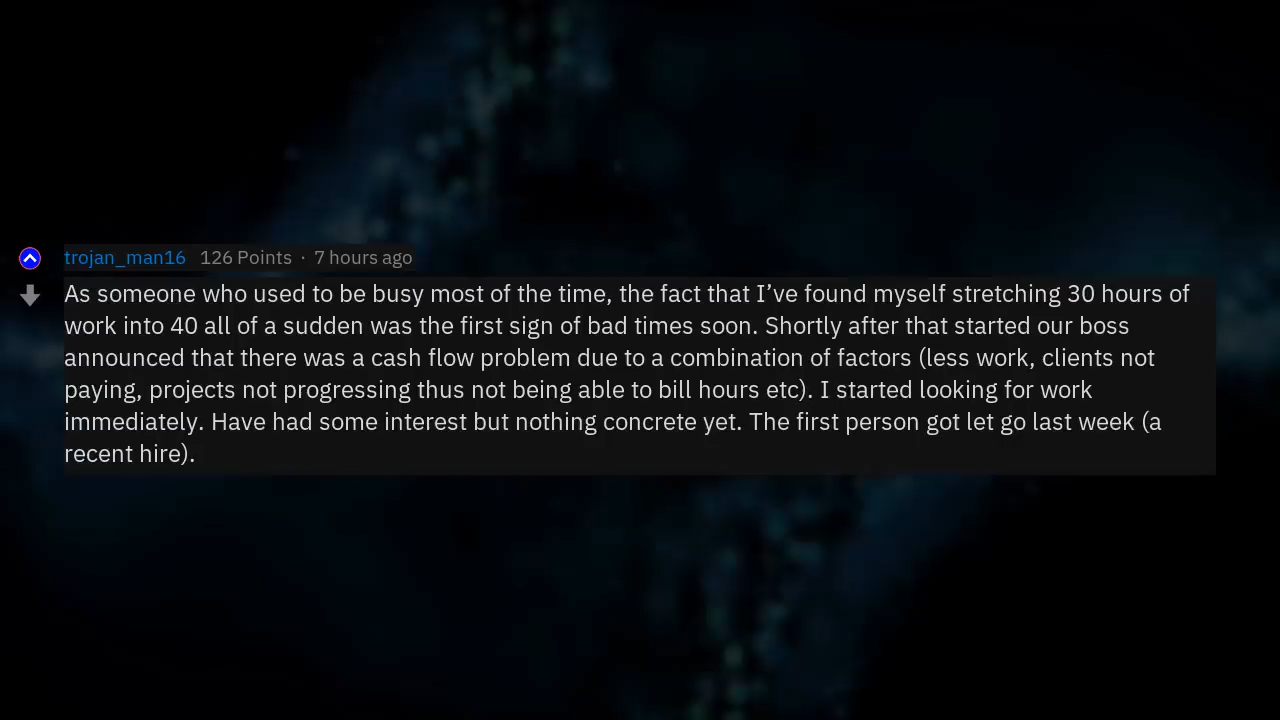 trojan_man16 126 Points · 7 hours ago
As someone who used to be busy most of the time, the fact that I’ve found myself stretching 30 hours of
work into 40 all of a sudden was the first sign of bad times soon. Shortly after that started our boss
announced that there was a cash flow problem due to a combination of factors (less work, clients not
paying, projects not progressing thus not being able to bill hours etc). I started looking for work
immediately. Have had some interest but nothing concrete yet. The first person got let go last week (a
recent hire).